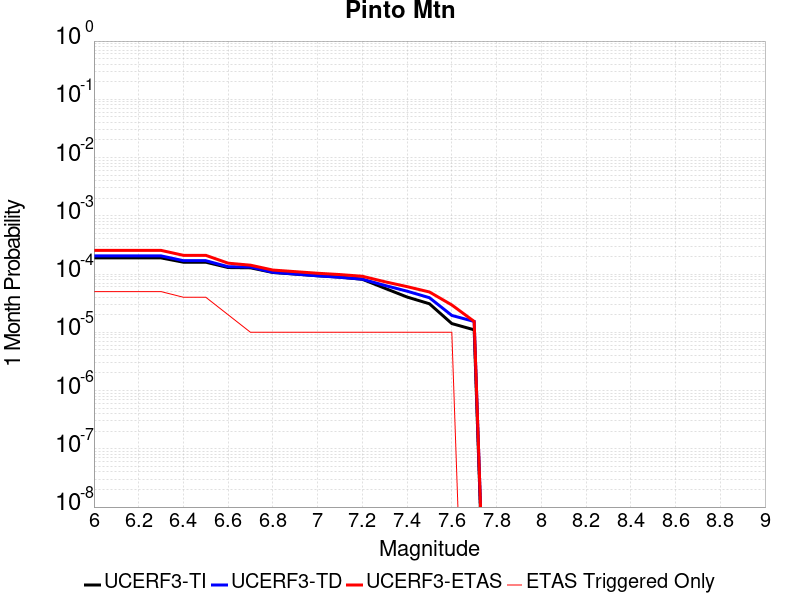 Pinto Mtn
10^0
10^-1
10^-2
10^-3
10^-4
10^-5
10^-6
10^-7
10^-8
1 Month Probability
6 6.2 6.4 6.6 6.8 7 7.2 7.4 7.6 7.8 8 8.2 8.4 8.6 8.8 9
Magnitude
UCERF3-TI UCERF3-TD UCERF3-ETAS ETAS Triggered Only